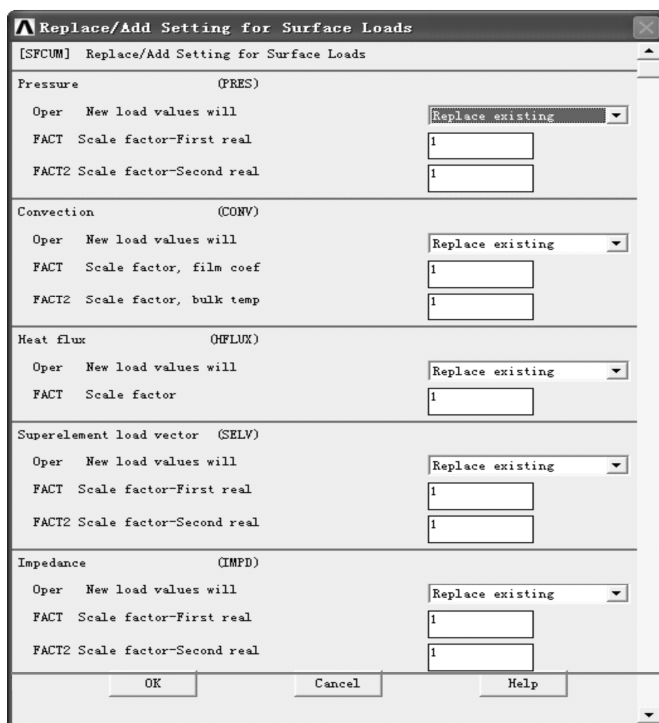 Replace/Add Setting for Surface Loads
[SFCUM] Replace/Add Setting for Surface Loads
Pressure (PRES)
Oper New load values will Replace existing
FACT Scale factor-First real 1
FACT2 Scale factor-Second real 1
Convection (CONV)
Oper New load values will Replace existing
FACT Scale factor, film coef 1
FACT2 Scale factor, bulk temp 1
Heat flux (HFLUX)
Oper New load values will Replace existing
FACT Scale factor 1
Superelement load vector (SELV)
Oper New load values will Replace existing
FACT Scale factor-First real 1
FACT2 Scale factor-Second real 1
Impedance (IMPD)
Oper New load values will Replace existing
FACT Scale factor-First real 1
FACT2 Scale factor-Second real 1
OK Cancel Help